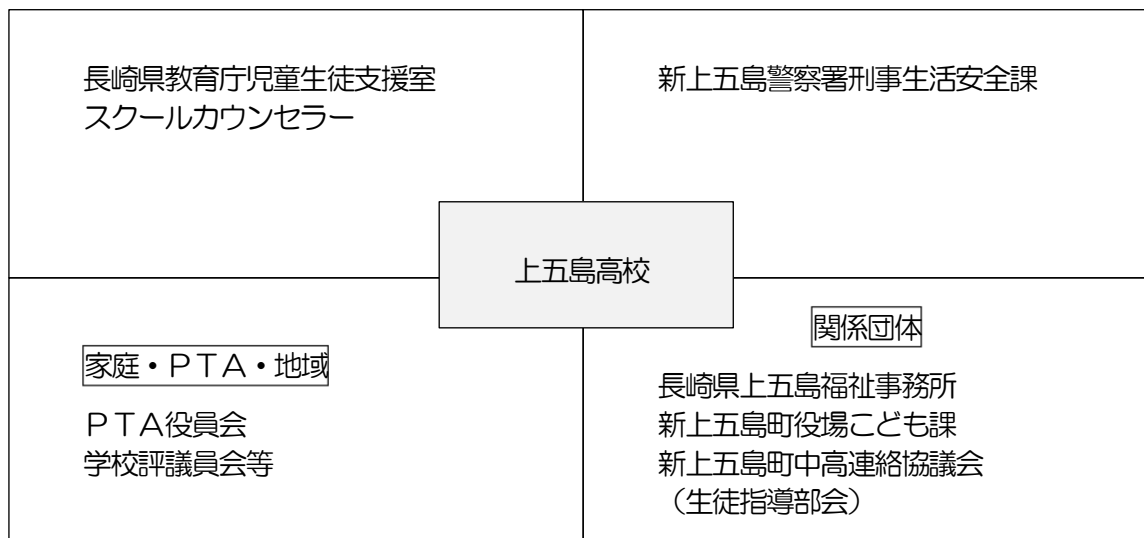 長崎県教育庁児童生徒支援室
スクールカウンセラー
新上五島警察署刑事生活安全課
上五島高校
家庭・ＰＴＡ・地域
ＰＴＡ役員会
学校評議員会等
関係団体
長崎県上五島福祉事務所
新上五島町役場こども課
新上五島町中高連絡協議会
（生徒指導部会）